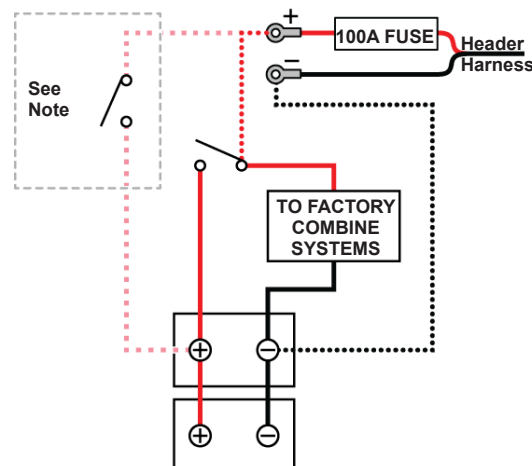 +
100A FUSE
Header
Harness
−
See
Note
TO FACTORY
COMBINE
SYSTEMS
+ −
+ −